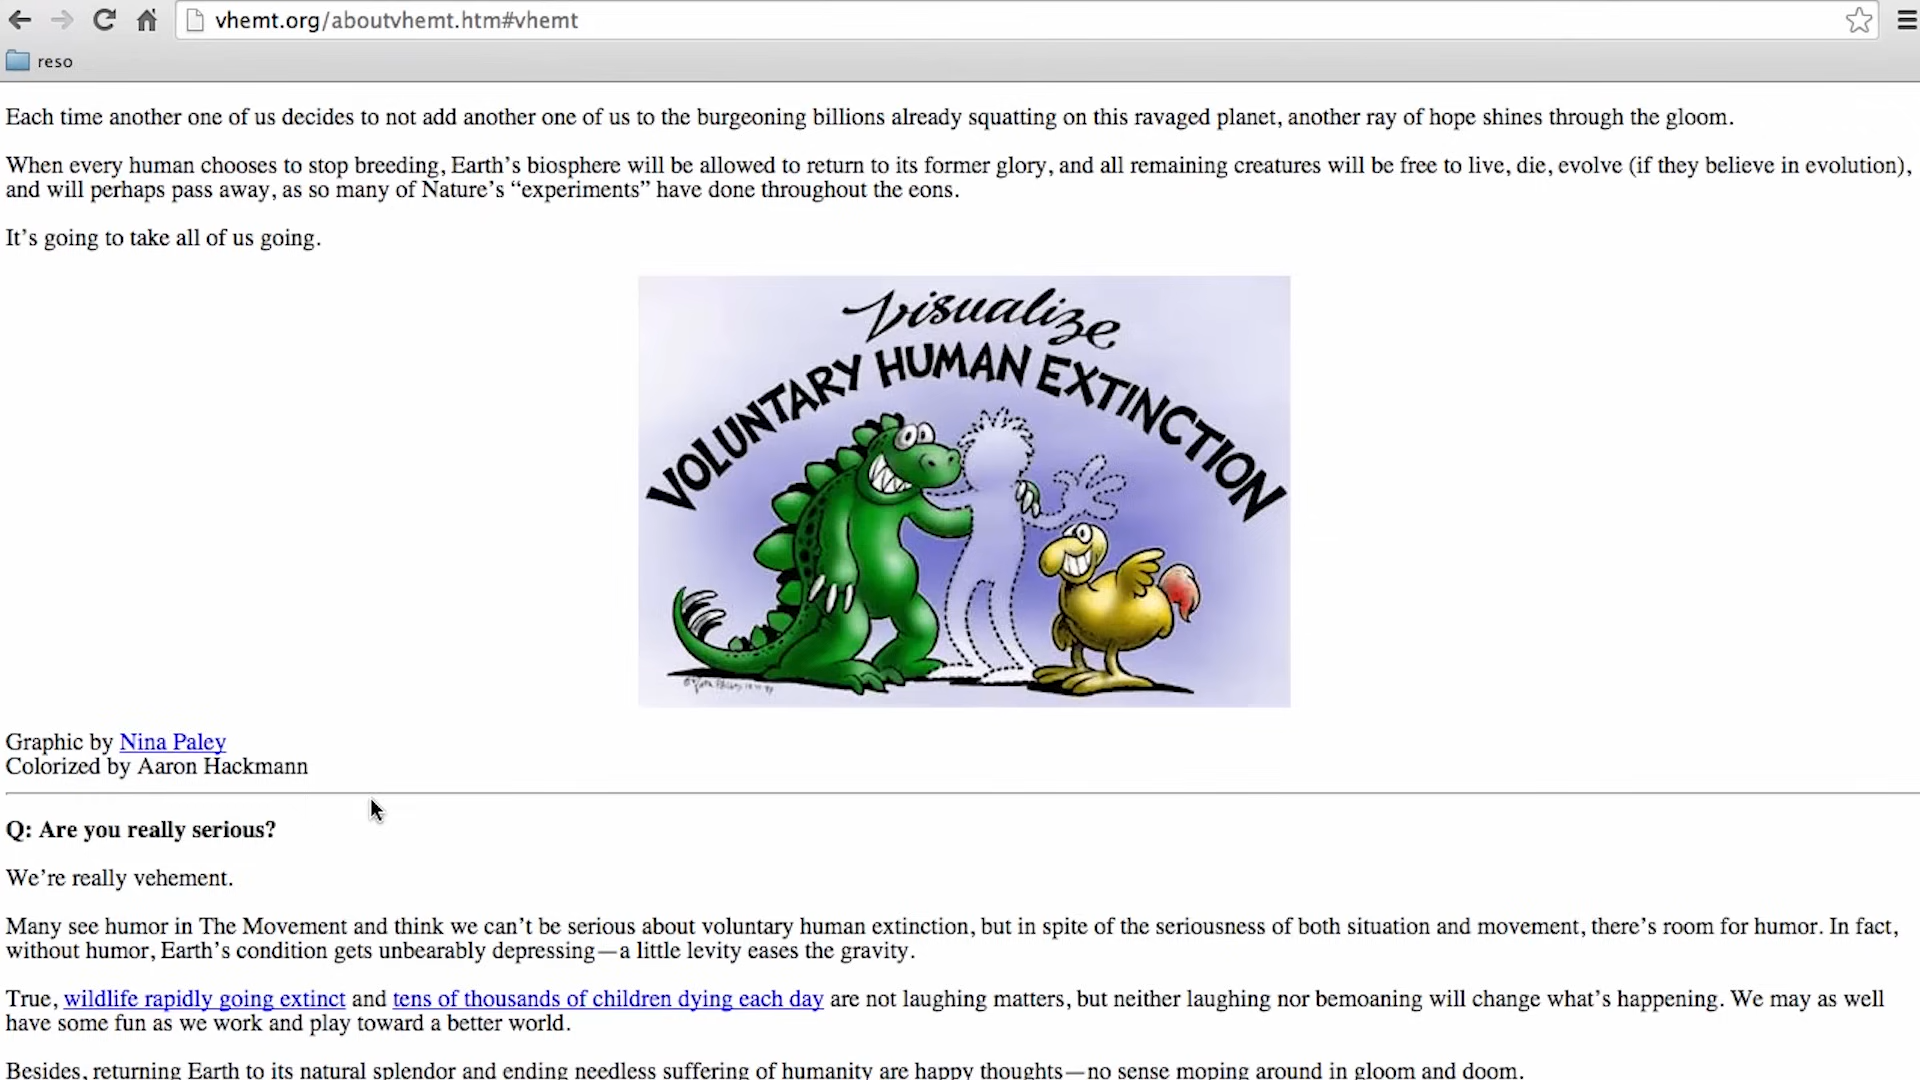 vhemt.org/aboutvhemt.htm#vhemt
reso
Each time another one of us decides to not add another one of us to the burgeoning billions already squatting on this ravaged planet, another ray of hope shines through the gloom.
When every human chooses to stop breeding, Earth’s biosphere will be allowed to return to its former glory, and all remaining creatures will be free to live, die, evolve (if they believe in evolution),
and will perhaps pass away, as so many of Nature’s “experiments” have done throughout the eons.
It’s going to take all of us going.
Visualize
VOLUNTARY HUMAN EXTINCTION
Graphic by Nina Paley
Colorized by Aaron Hackmann
Q: Are you really serious?
We’re really vehement.
Many see humor in The Movement and think we can’t be serious about voluntary human extinction, but in spite of the seriousness of both situation and movement, there’s room for humor. In fact,
without humor, Earth’s condition gets unbearably depressing—a little levity eases the gravity.
True, wildlife rapidly going extinct and tens of thousands of children dying each day are not laughing matters, but neither laughing nor bemoaning will change what’s happening. We may as well
have some fun as we work and play toward a better world.
Besides, returning Earth to its natural splendor and ending needless suffering of humanity are happy thoughts—no sense moping around in gloom and doom.